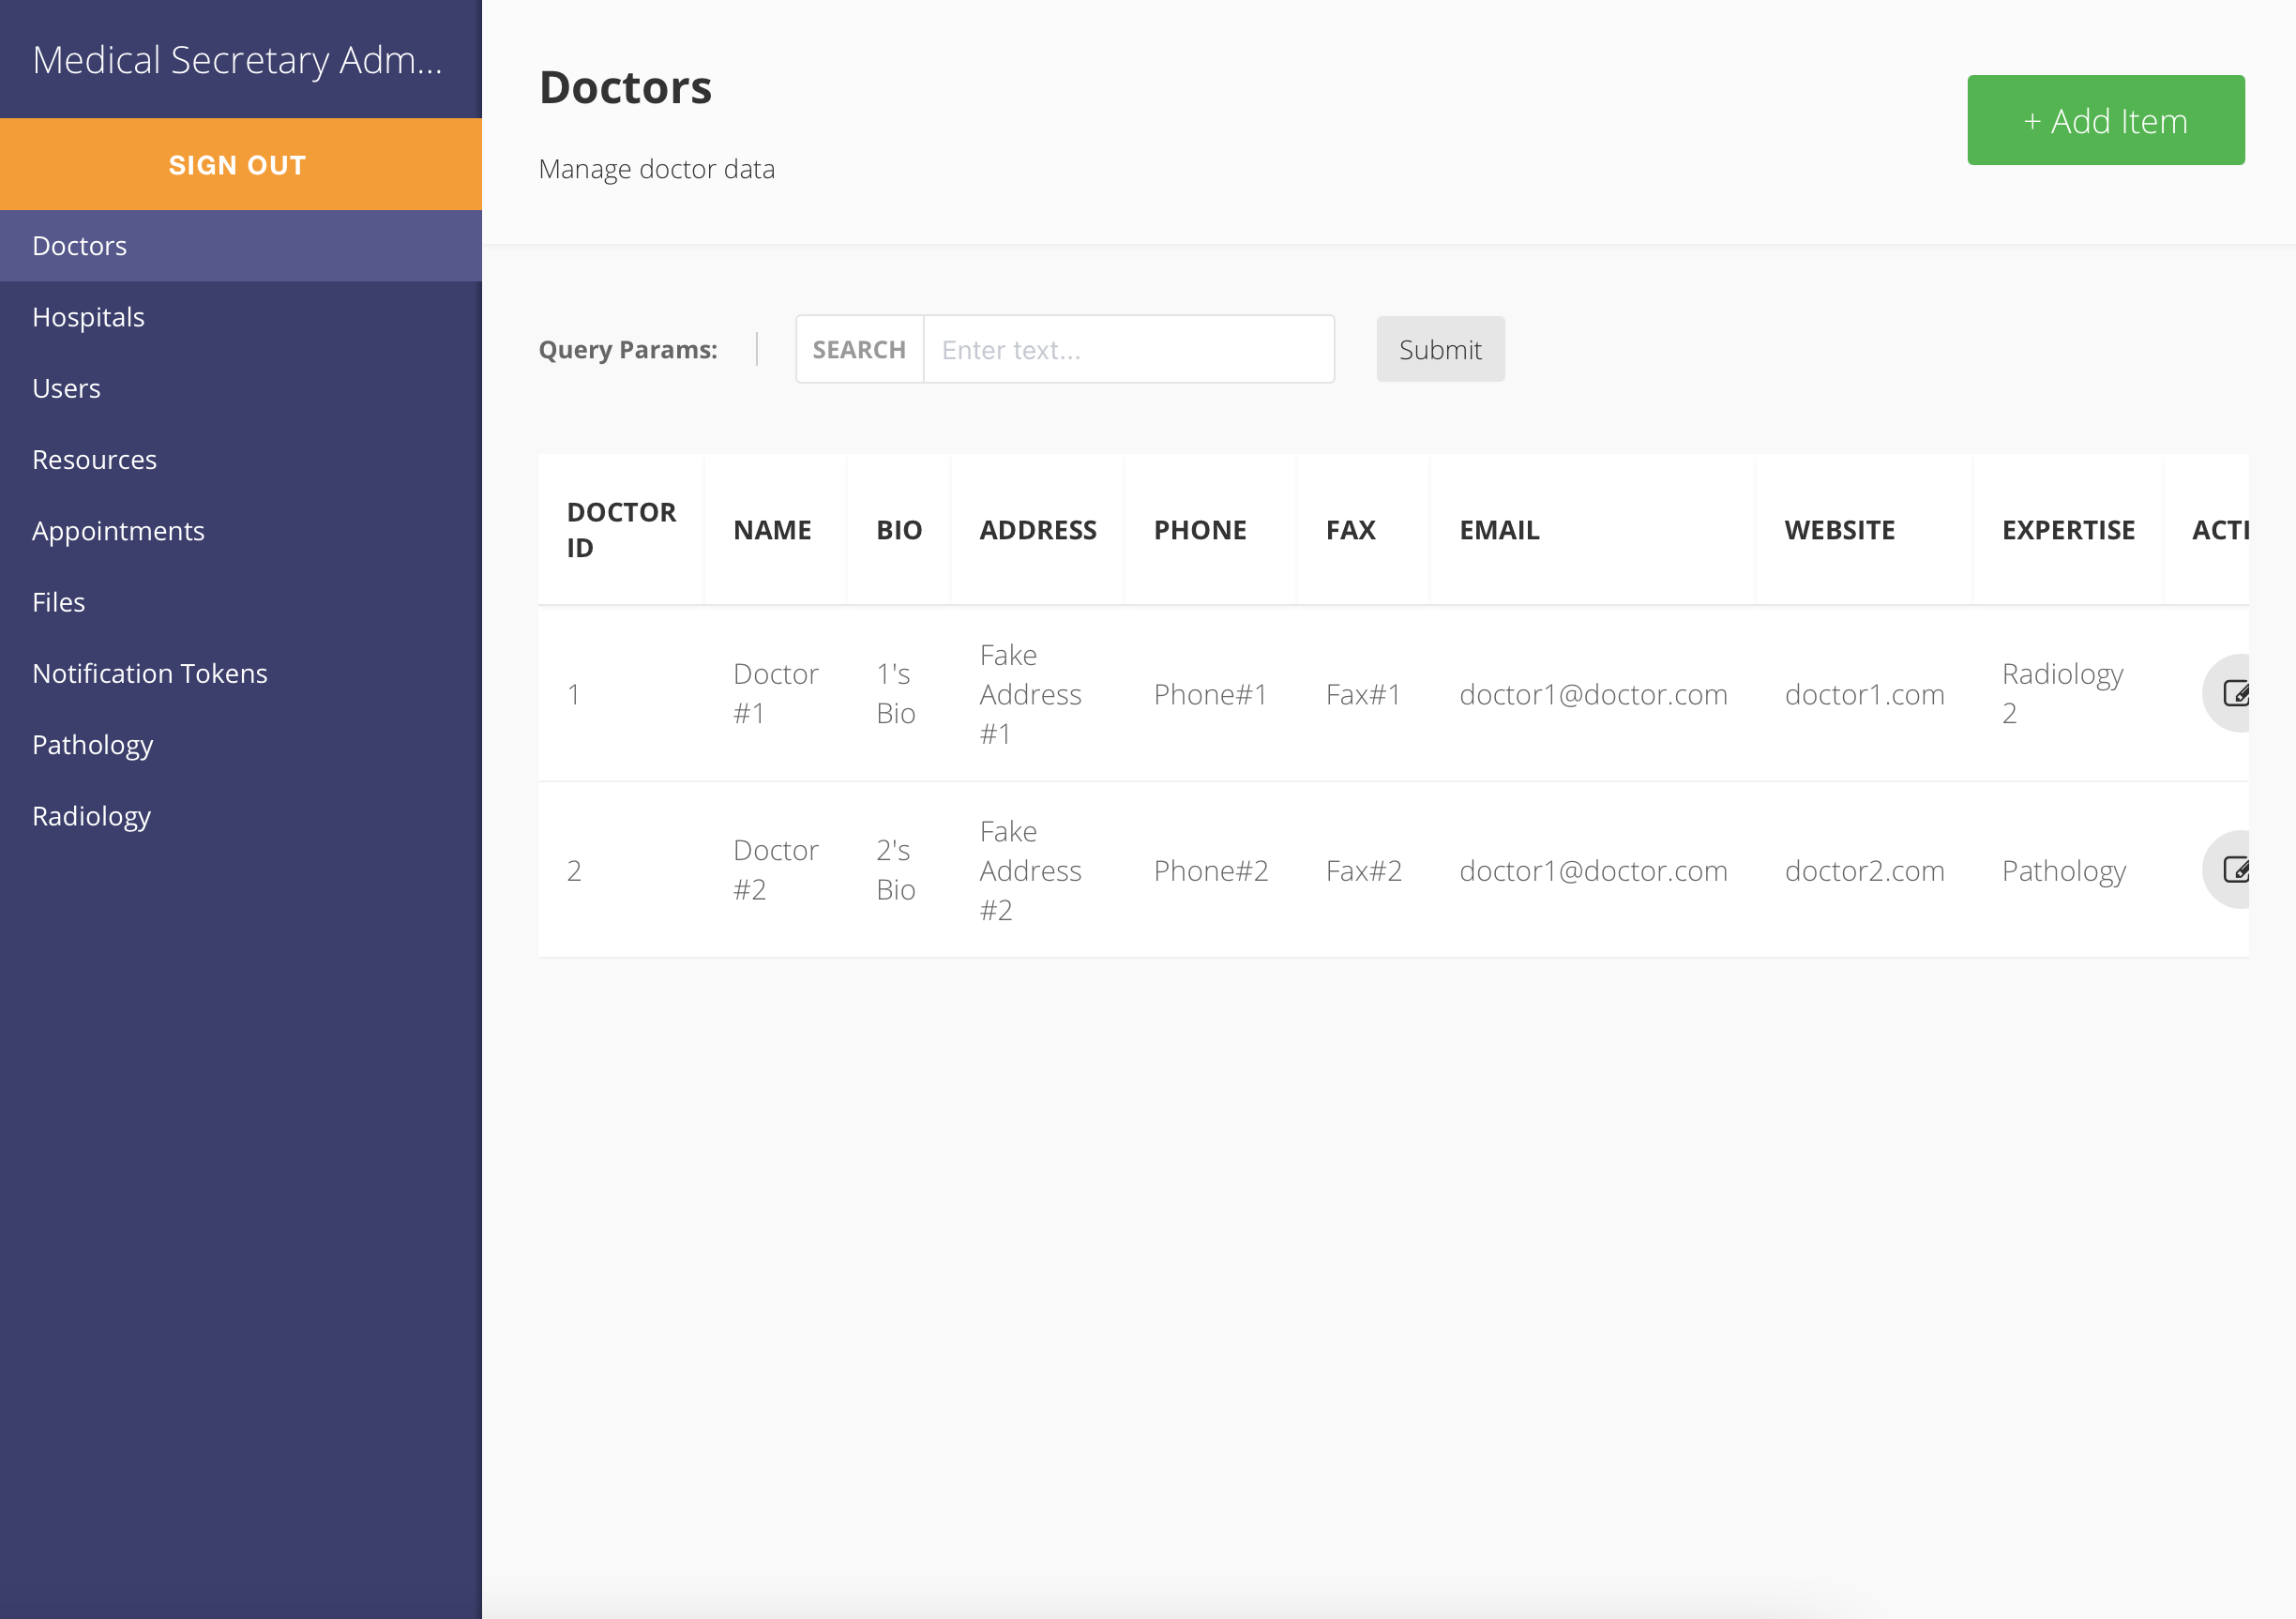 Medical Secretary Adm...
SIGN OUT
Doctors
Hospitals
Users
Resources
Appointments
Files
Notification Tokens
Pathology
Radiology
Doctors
Manage doctor data
+ Add Item
Query Params:
SEARCH
Enter text...
Submit
DOCTOR
ID
NAME
BIO
ADDRESS
PHONE
FAX
EMAIL
WEBSITE
EXPERTISE
ACTI
1
Doctor
#1
1's
Bio
Fake
Address
#1
Phone#1
Fax#1
doctor1@doctor.com
doctor1.com
Radiology
2
2
Doctor
#2
2's
Bio
Fake
Address
#2
Phone#2
Fax#2
doctor1@doctor.com
doctor2.com
Pathology